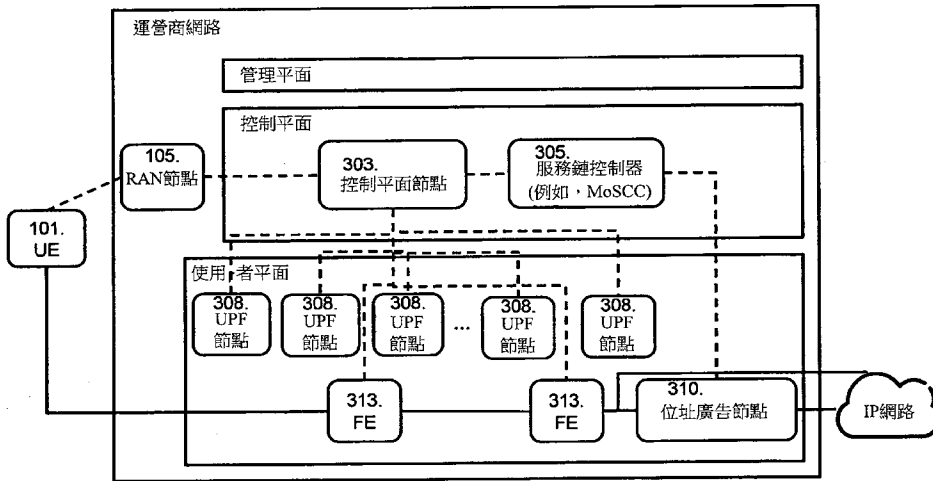 運營商網路
管理平面
控制平面
105.
RAN節點
303.
控制平面節點
305.
服務鏈控制器
(例如，MoSCC)
101.
UE
使用者平面
308.
UPF
節點
308.
UPF
節點
308.
UPF
節點
...
308.
UPF
節點
308.
UPF
節點
313.
FE
313.
FE
310.
位址廣告節點
IP網路